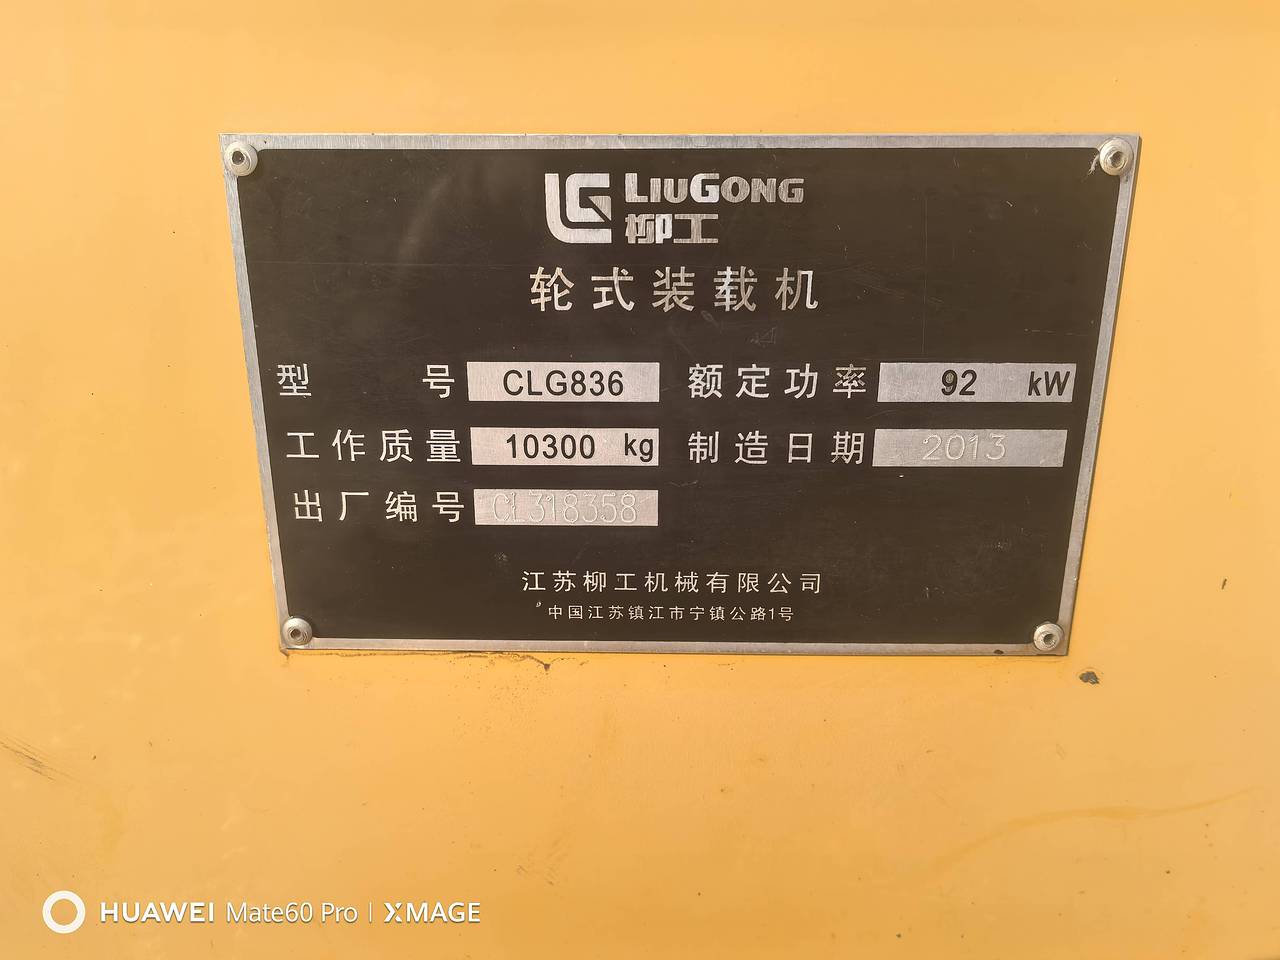 LG LIUGONG
柳工
轮式装载机
型号 CLG836 额定功率 92 kW
工作质量 10300 kg 制造日期 2013
出厂编号 CL318358
江苏柳工机械有限公司
中国江苏镇江市宁镇公路1号
HUAWEI Mate60 Pro | XMAGE